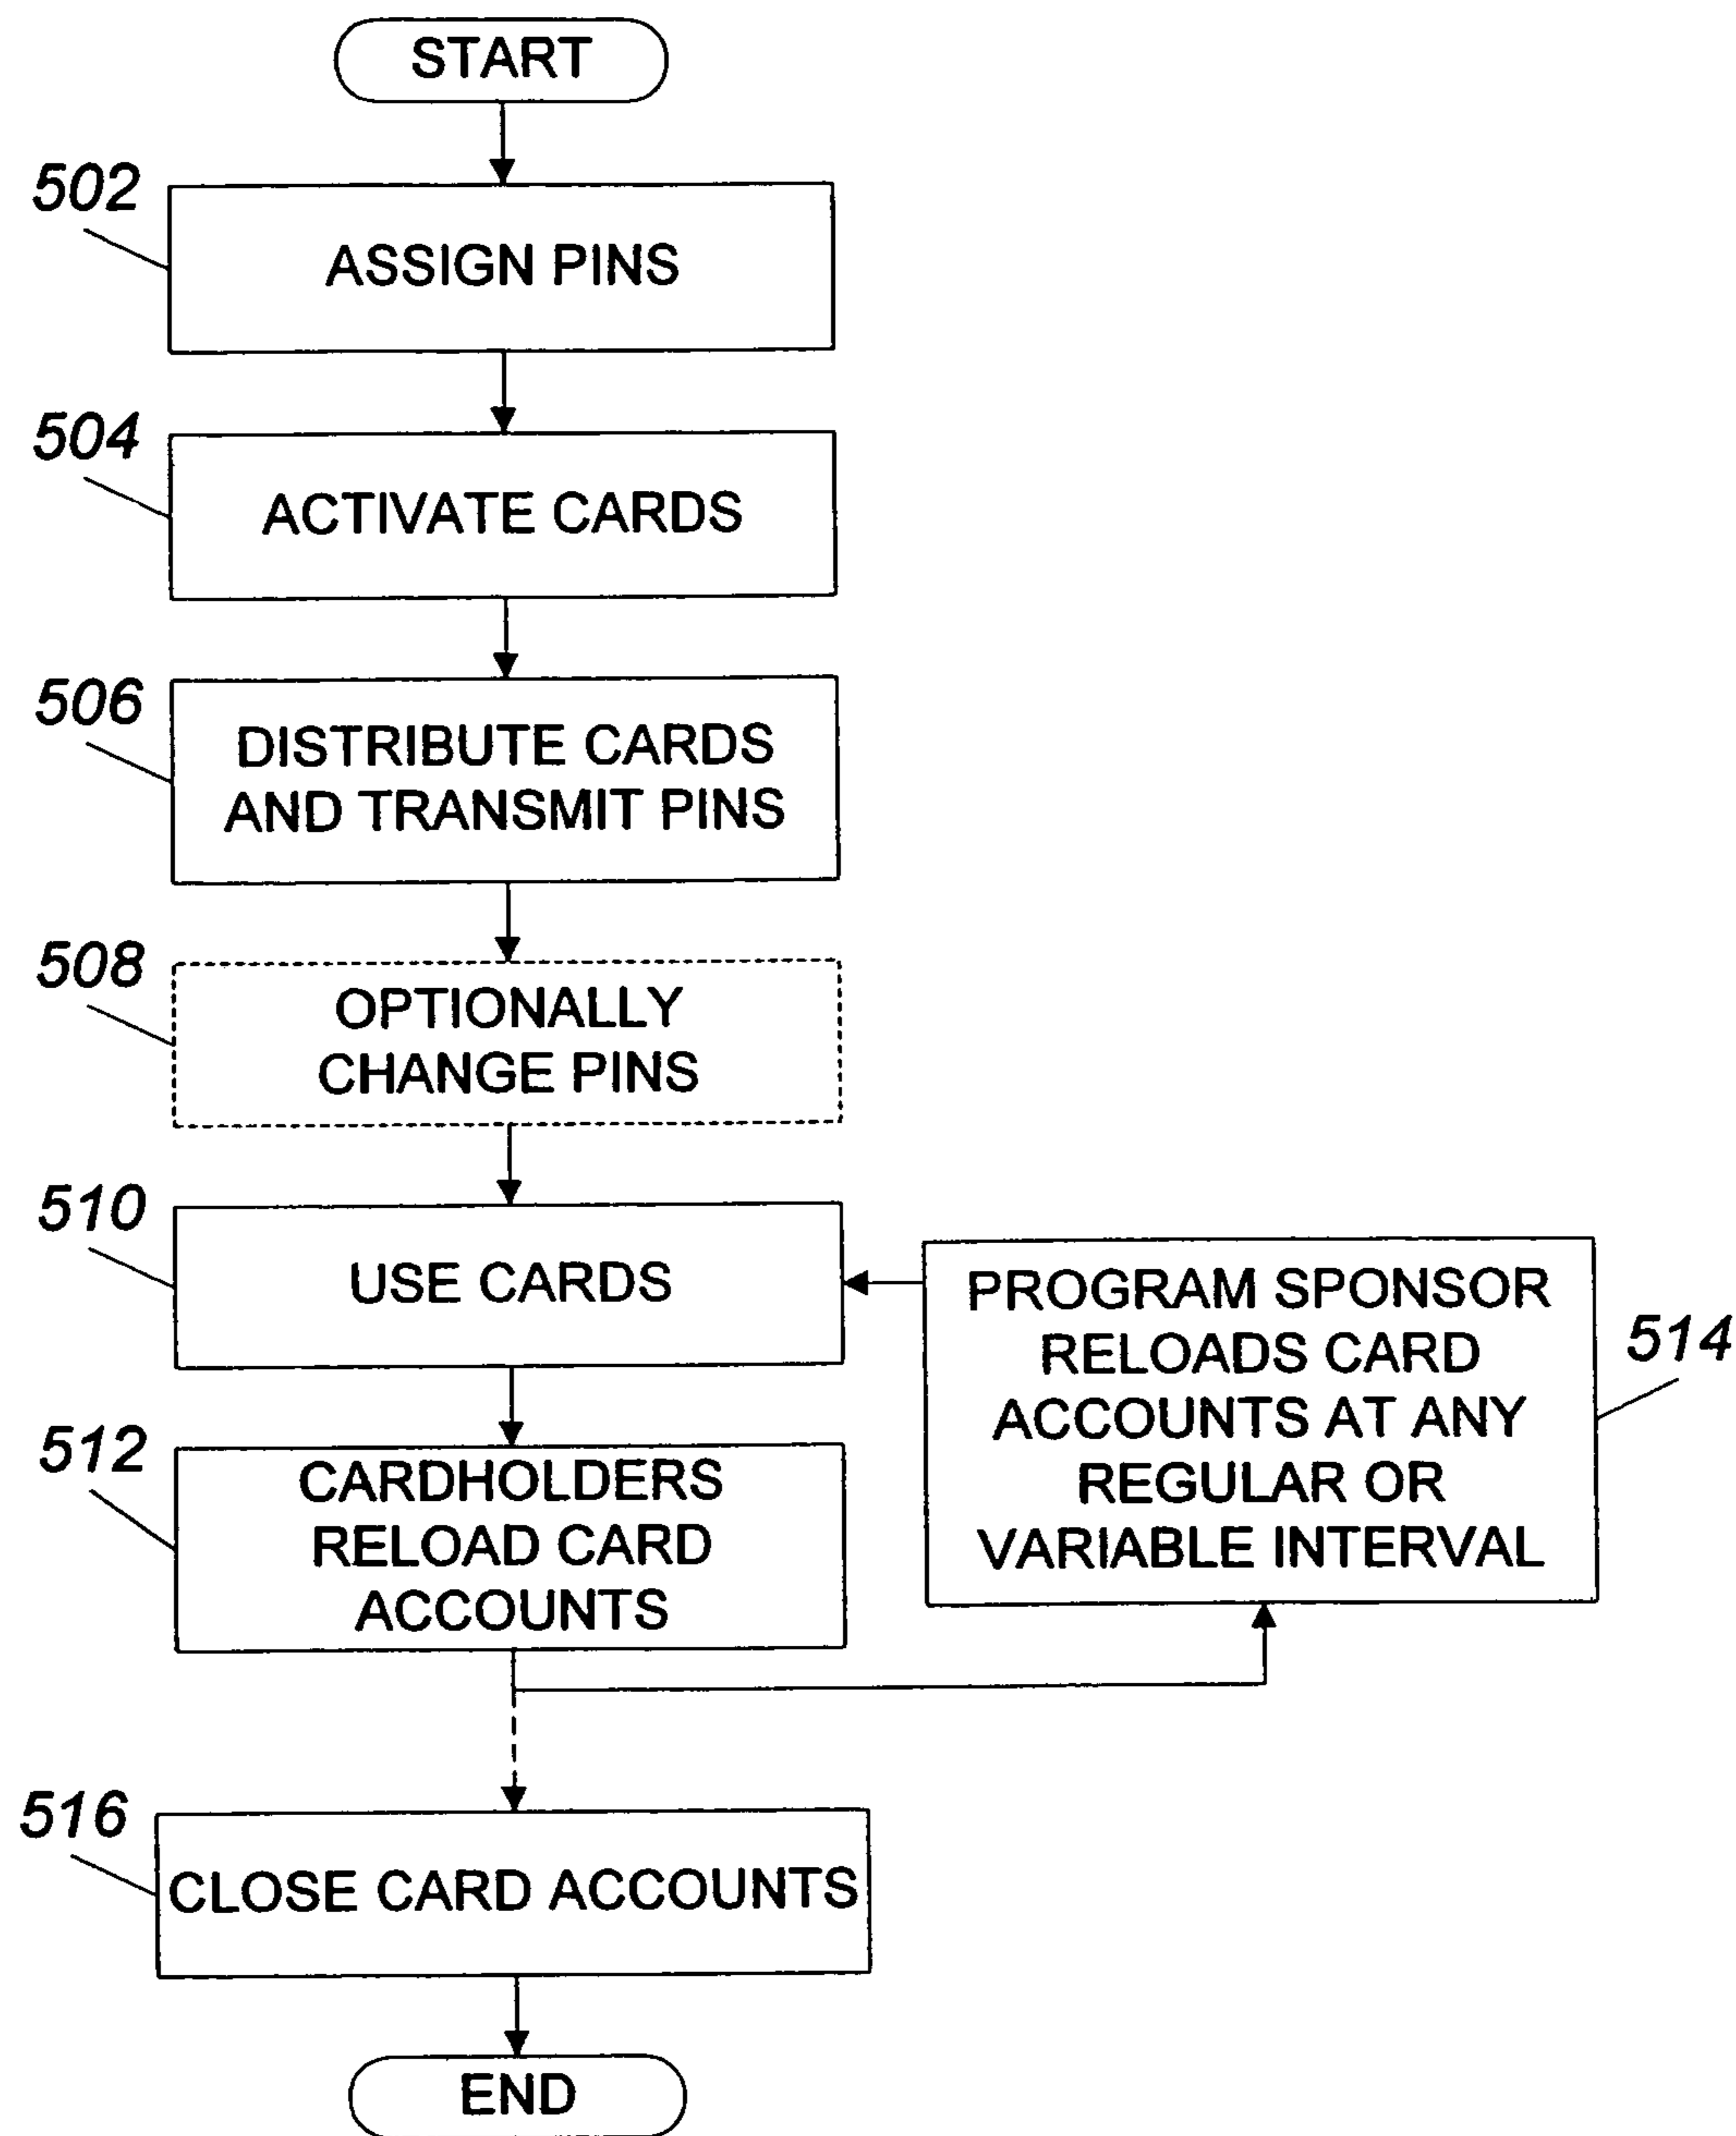 START
502
ASSIGN PINS
504
ACTIVATE CARDS
506
DISTRIBUTE CARDS
AND TRANSMIT PINS
508
OPTIONALLY
CHANGE PINS
510
USE CARDS
512
CARDHOLDERS
RELOAD CARD
ACCOUNTS
PROGRAM SPONSOR
RELOADS CARD
ACCOUNTS AT ANY
REGULAR OR
VARIABLE INTERVAL
514
516
CLOSE CARD ACCOUNTS
END